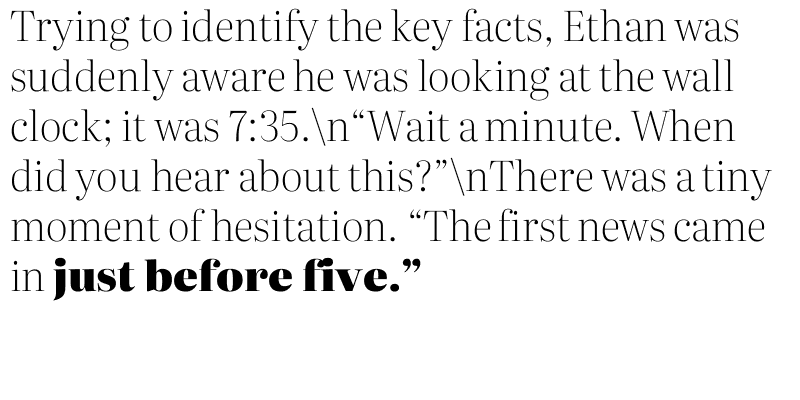 Trying to identify the key facts, Ethan was
suddenly aware he was looking at the wall
clock; it was 7:35.\n“Wait a minute. When
did you hear about this?”\nThere was a tiny
moment of hesitation. “The first news came
in just before five.”